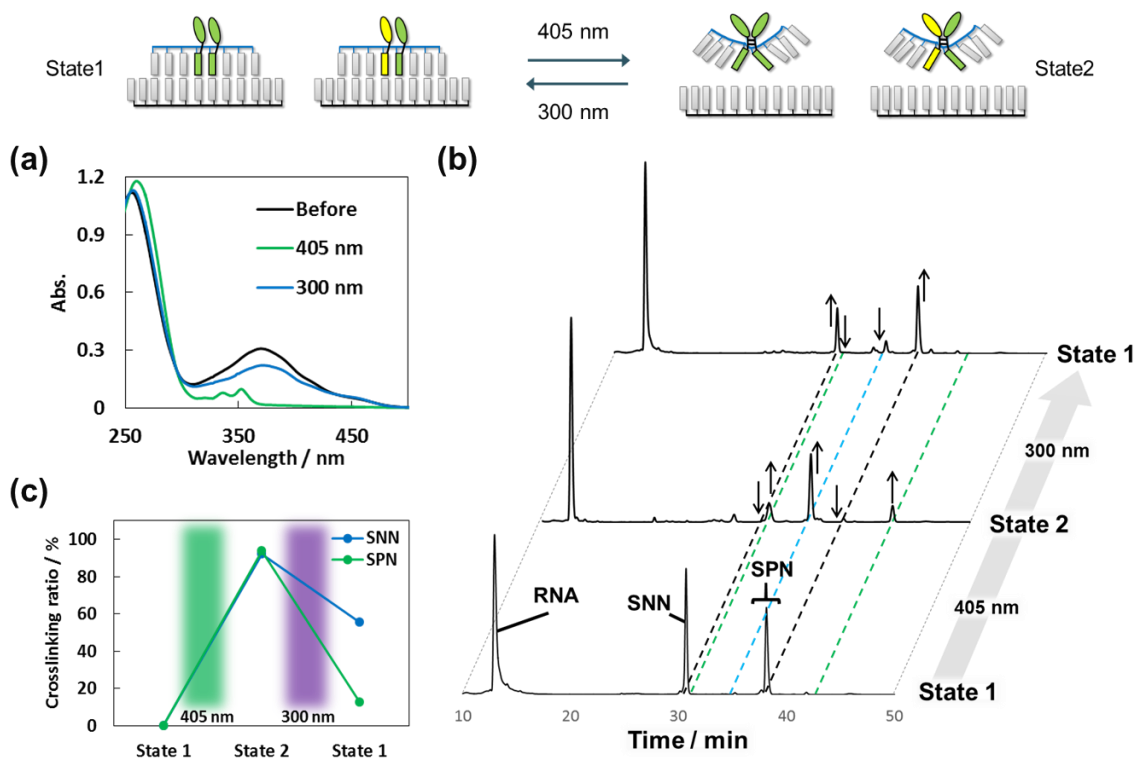 State1
405 nm
300 nm
State2
(a)
1.2
0.9
0.6
0.3
0
Abs.
Before
405 nm
300 nm
250
350
450
Wavelength / nm
(b)
State 1
300 nm
State 2
405 nm
State 1
RNA
SNN
SPN
10
20
30
40
50
Time / min
(c)
100
80
60
40
20
0
Crosslinking ratio / %
SNN
SPN
405 nm
300 nm
State 1
State 2
State 1